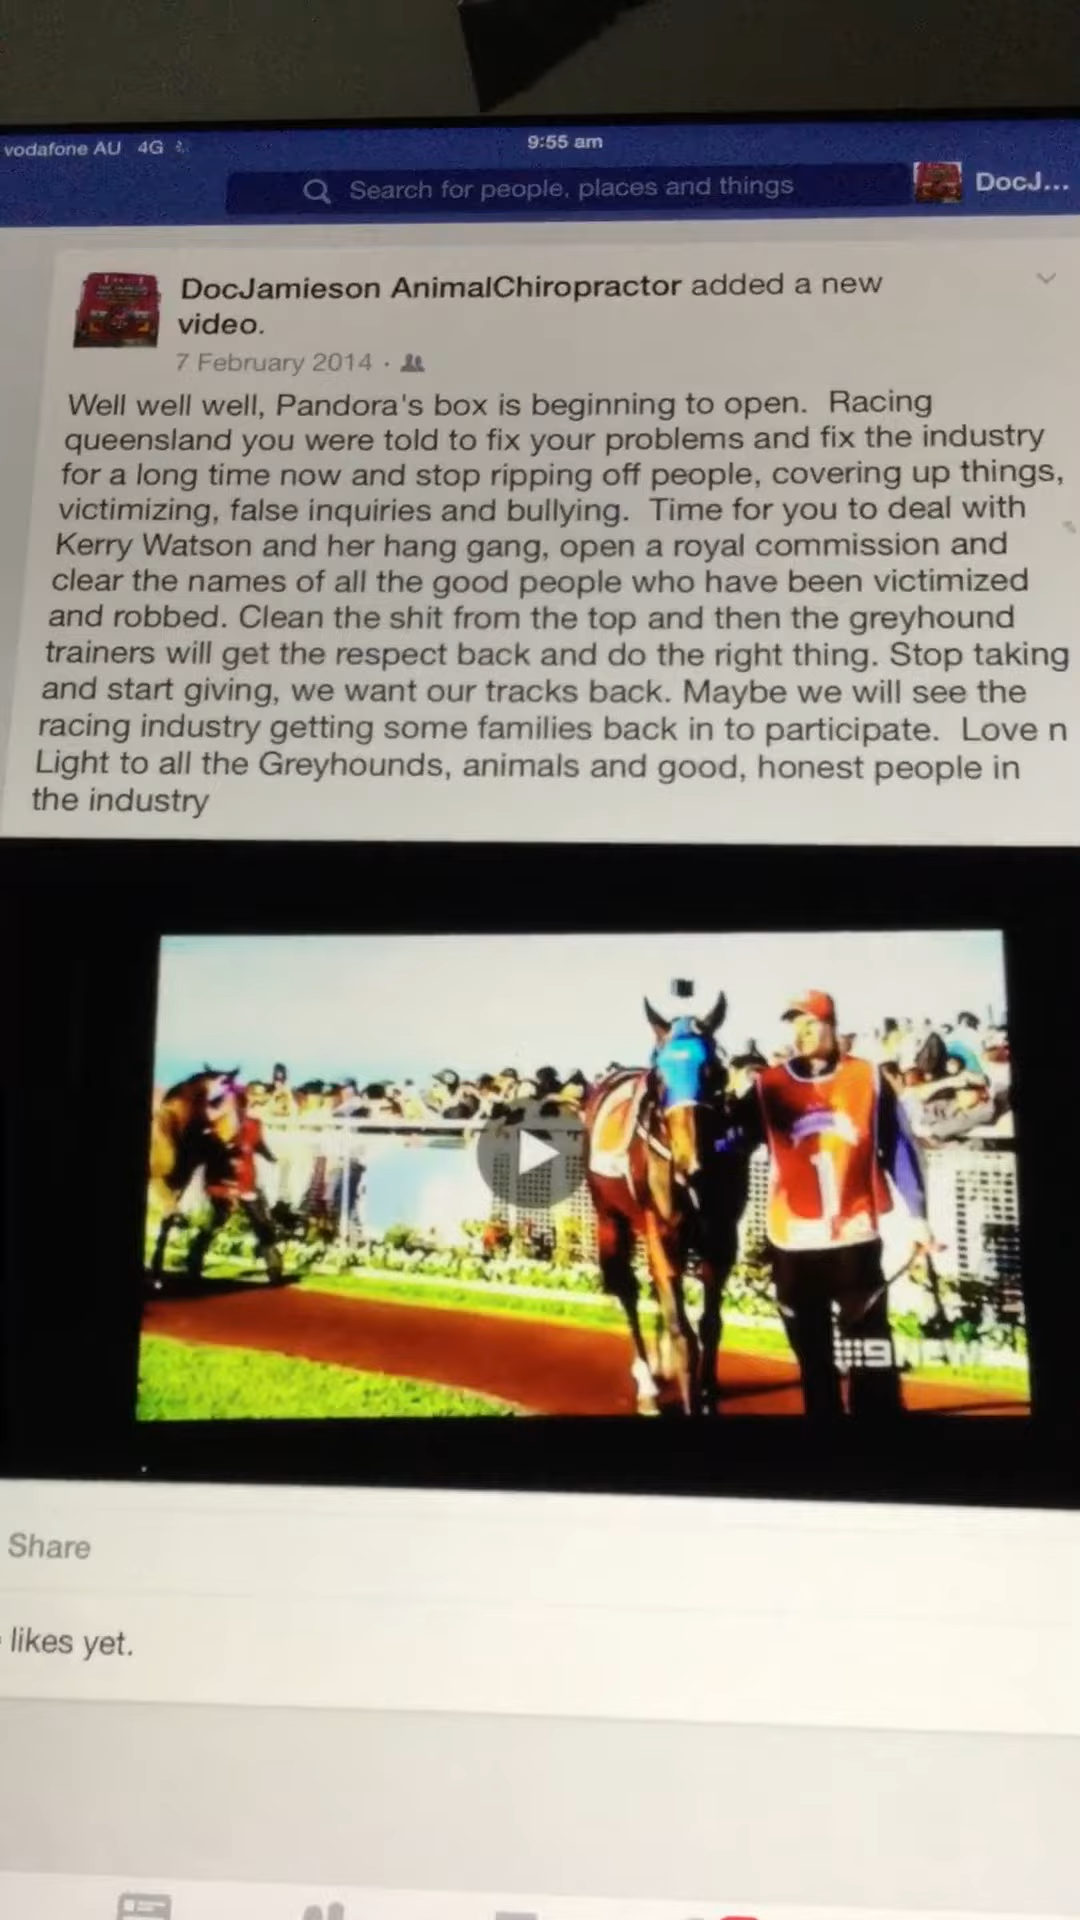 vodafone AU 4G 9:55 am
Search for people, places and things
DocJ...
DocJamieson AnimalChiropractor added a new
video.
7 February 2014 ·
Well well well, Pandora's box is beginning to open.  Racing
queensland you were told to fix your problems and fix the industry
for a long time now and stop ripping off people, covering up things,
victimizing, false inquiries and bullying.  Time for you to deal with
Kerry Watson and her hang gang, open a royal commission and
clear the names of all the good people who have been victimized
and robbed. Clean the shit from the top and then the greyhound
trainers will get the respect back and do the right thing. Stop taking
and start giving, we want our tracks back. Maybe we will see the
racing industry getting some families back in to participate.  Love n
Light to all the Greyhounds, animals and good, honest people in
the industry
1
9NEWS
Share
likes yet.